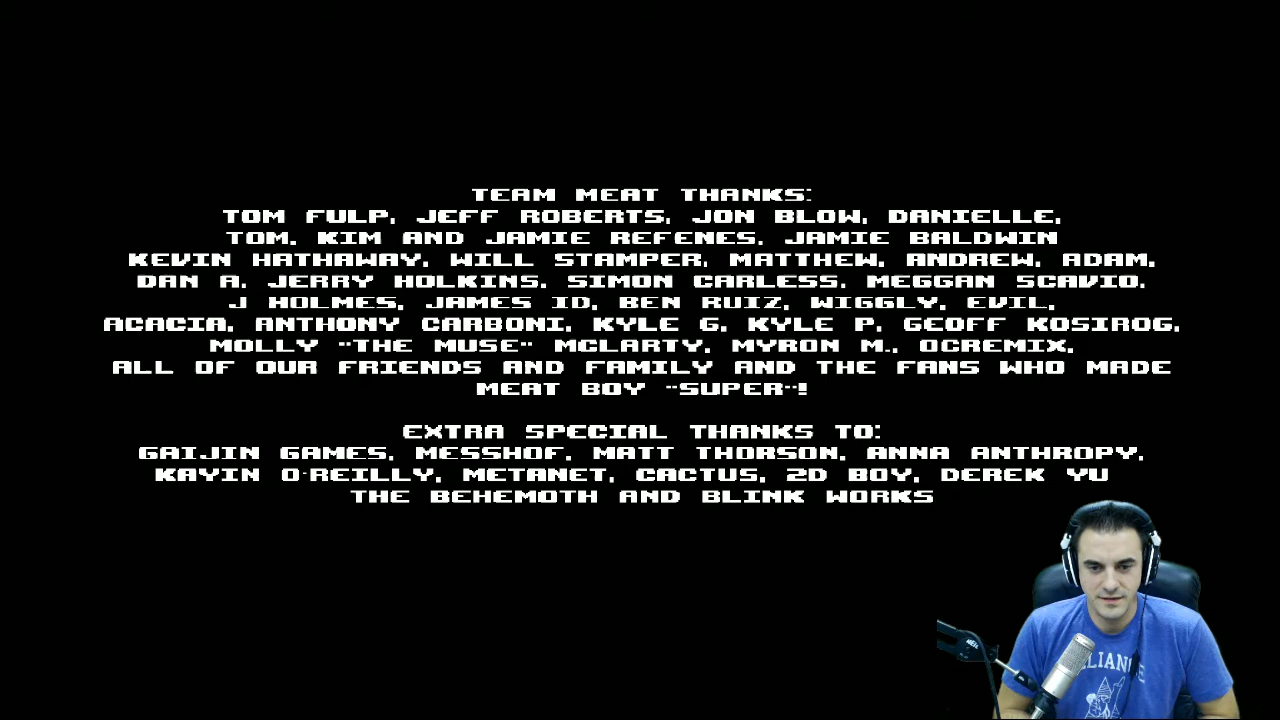 TEAM MEAT THANKS:
TOM FULP, JEFF ROBERTS, JON BLOW, DANIELLE,
TOM, KIM AND JAMIE REFENES, JAMIE BALDWIN
KEVIN HATHAWAY, WILL STAMPER, MATTHEW, ANDREW, ADAM,
DAN A, JERRY HOLKINS, SIMON CARLESS, MEGGAN SCAVIO,
J HOLMES, JAMES ID, BEN RUIZ, WIGGLY, EVIL,
ACACIA, ANTHONY CARBONI, KYLE G, KYLE P, GEOFF KOSIROG,
MOLLY "THE MUSE" MCLARTY, MYRON M., OCREMIX,
ALL OF OUR FRIENDS AND FAMILY AND THE FANS WHO MADE
MEAT BOY "SUPER"!
EXTRA SPECIAL THANKS TO:
GAIJIN GAMES, MESSHOF, MATT THORSON, ANNA ANTHROPY,
KAYIN O'REILLY, METANET, CACTUS, 2D BOY, DEREK YU
THE BEHEMOTH AND BLINK WORKS